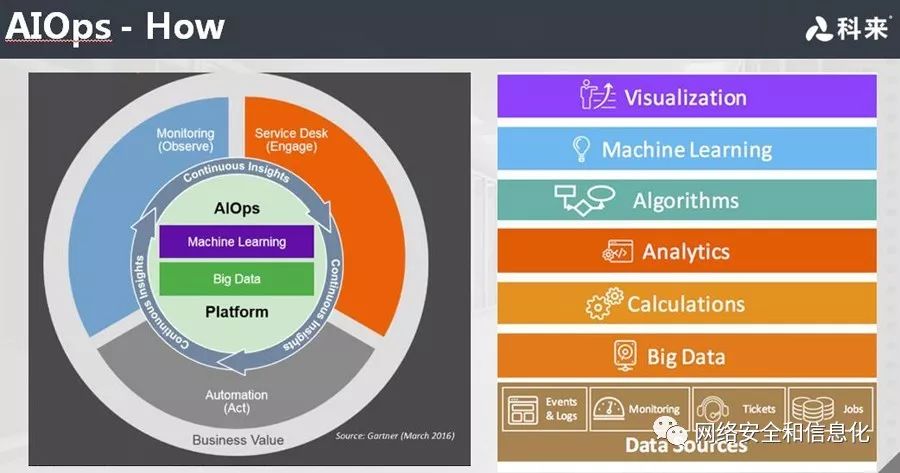 AIOps - How
科来
Monitoring
(Observe)
Service Desk
(Engage)
Continuous Insights
AIOps
Machine Learning
Big Data
Platform
Continuous Insights
Continuous Insights
Automation
(Act)
Business Value
Source: Gartner (March 2016)
Visualization
Machine Learning
Algorithms
Analytics
Calculations
Big Data
Events
& Logs
Monitoring
Tickets
Jobs
Data Sources
网络安全和信息化